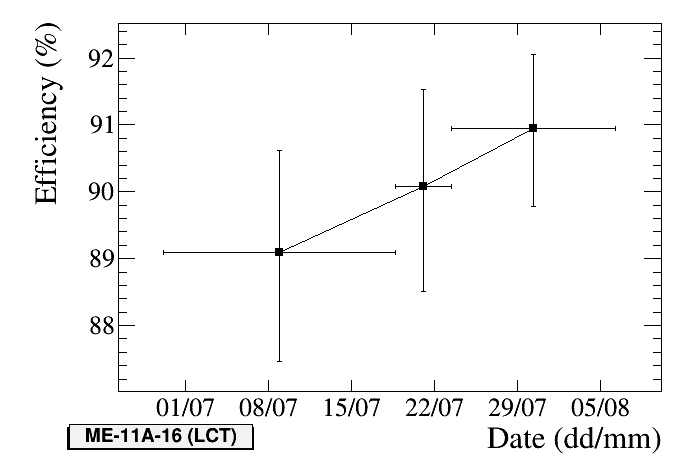 Efficiency (%)
92
91
90
89
88
01/07 08/07 15/07 22/07 29/07 05/08
ME-11A-16 (LCT)
Date (dd/mm)